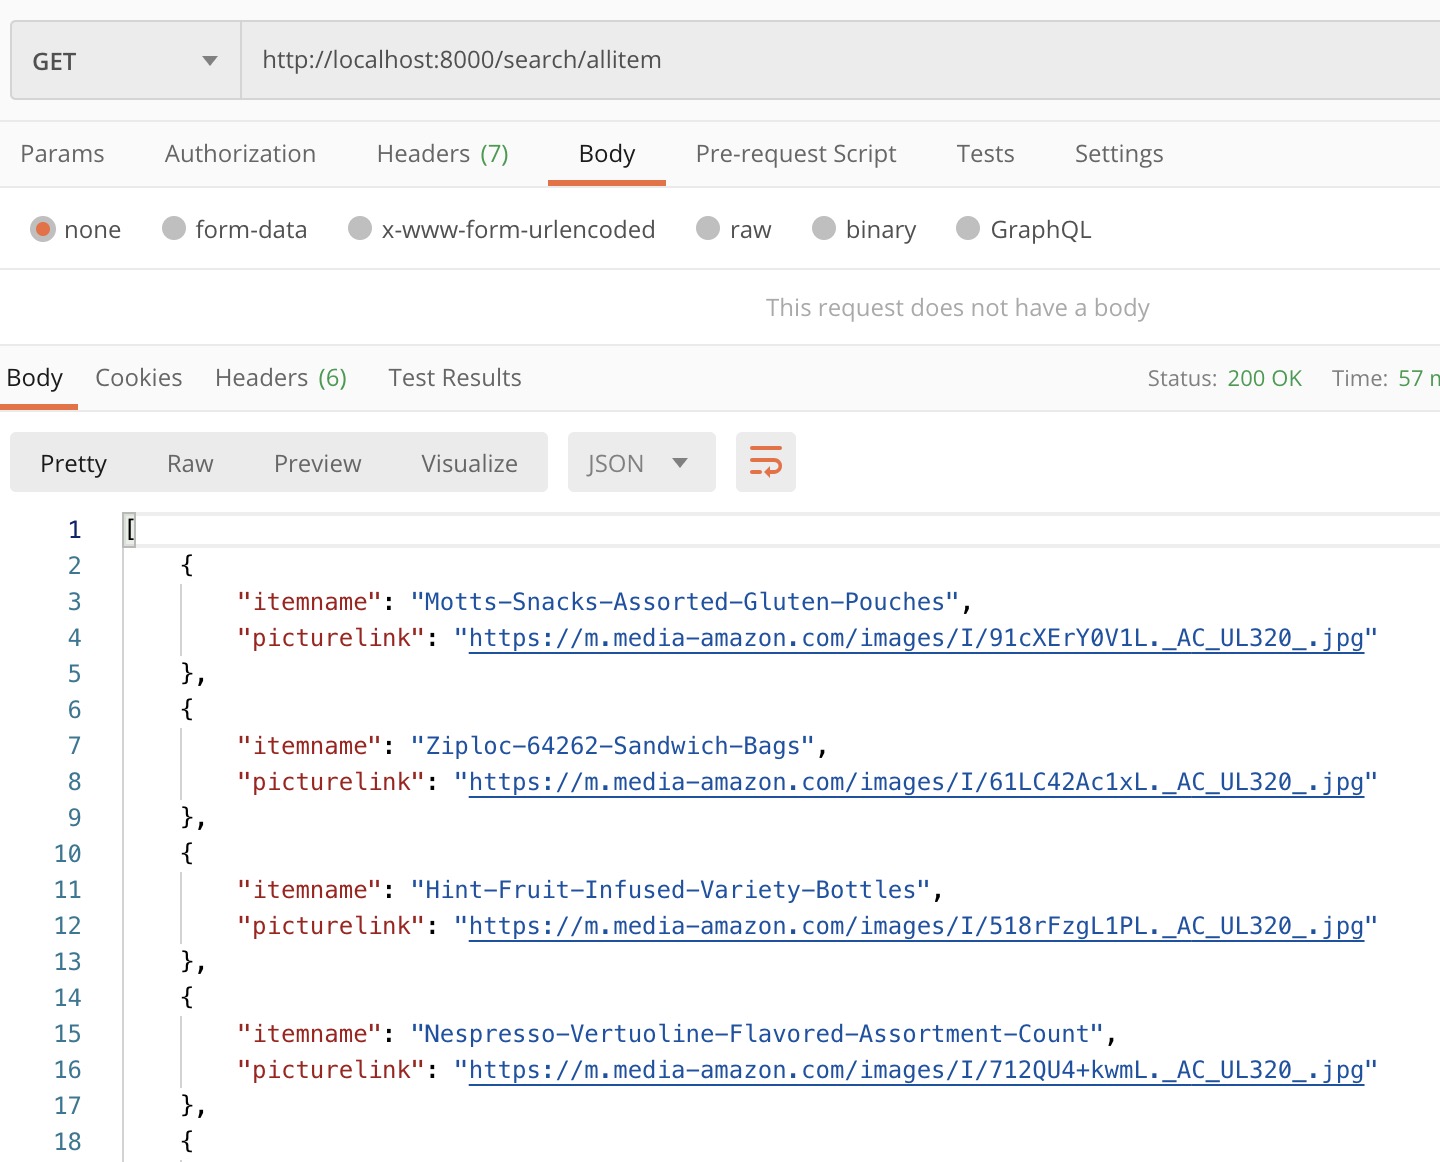 GET http://localhost:8000/search/allitem
Params Authorization Headers (7) Body Pre-request Script Tests Settings
none form-data x-www-form-urlencoded raw binary GraphQL
This request does not have a body
Body Cookies Headers (6) Test Results Status: 200 OK Time: 57 m
Pretty Raw Preview Visualize JSON
1 [
2 {
3 "itemname": "Motts-Snacks-Assorted-Gluten-Pouches",
4 "picturelink": "https://m.media-amazon.com/images/I/91cXErY0V1L._AC_UL320_.jpg"
5 },
6 {
7 "itemname": "Ziploc-64262-Sandwich-Bags",
8 "picturelink": "https://m.media-amazon.com/images/I/61LC42Ac1xL._AC_UL320_.jpg"
9 },
10 {
11 "itemname": "Hint-Fruit-Infused-Variety-Bottles",
12 "picturelink": "https://m.media-amazon.com/images/I/518rFzgL1PL._AC_UL320_.jpg"
13 },
14 {
15 "itemname": "Nespresso-Vertuoline-Flavored-Assortment-Count",
16 "picturelink": "https://m.media-amazon.com/images/I/712QU4+kwmL._AC_UL320_.jpg"
17 },
18 {